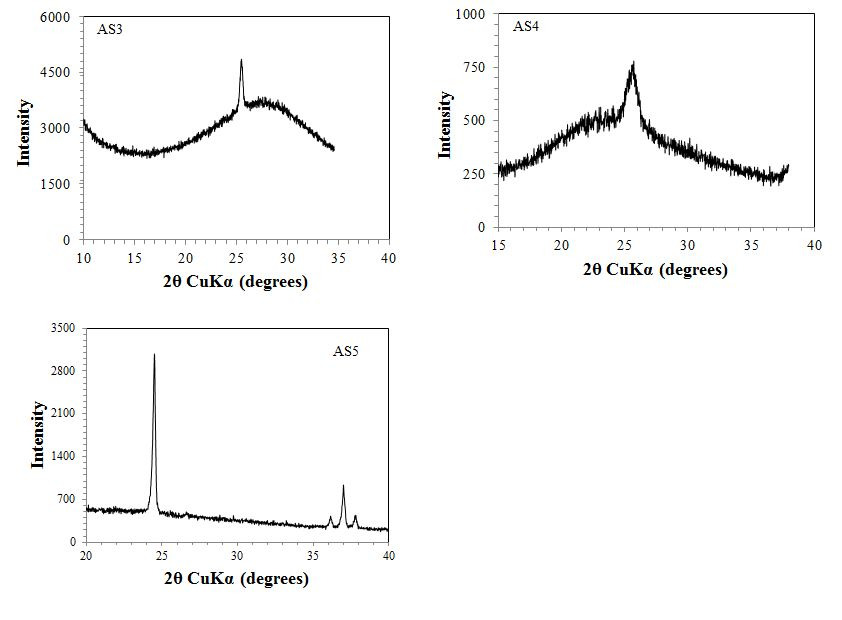 AS3
6000
4500
3000
1500
0
10 15 20 25 30 35 40
Intensity
2θ CuKα (degrees)
AS4
1000
750
500
250
0
15 20 25 30 35 40
Intensity
2θ CuKα (degrees)
AS5
3500
2800
2100
1400
700
0
20 25 30 35 40
Intensity
2θ CuKα (degrees)